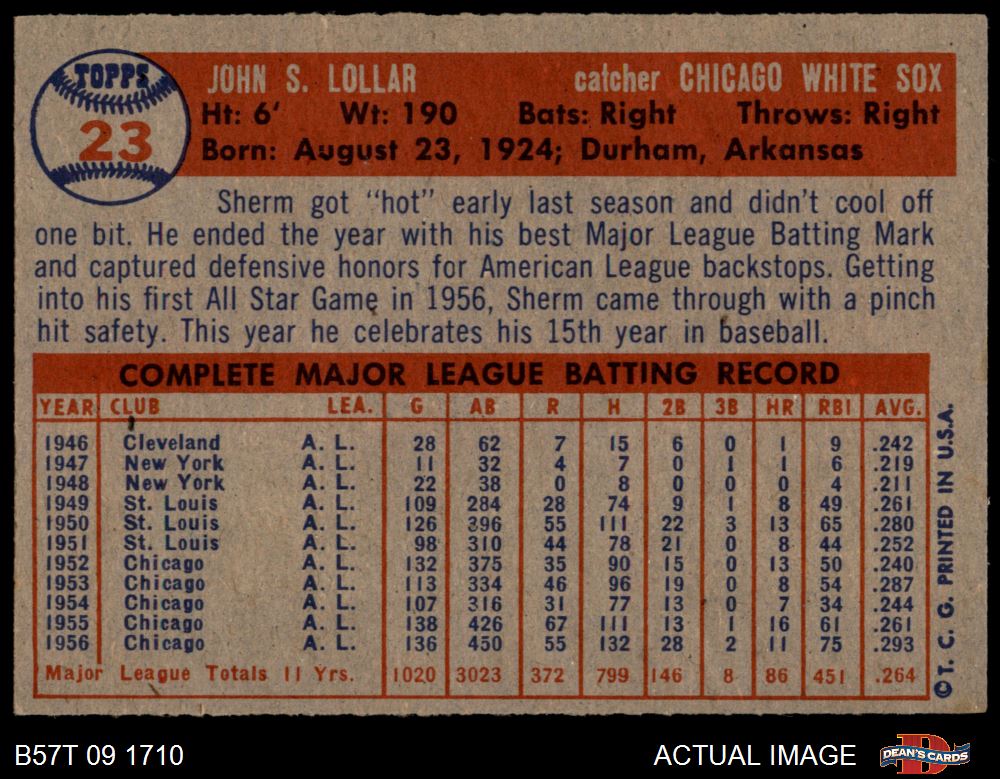 TOPPS
23
JOHN S. LOLLAR catcher CHICAGO WHITE SOX
Ht: 6' Wt: 190 Bats: Right Throws: Right
Born: August 23, 1924; Durham, Arkansas
Sherm got "hot" early last season and didn't cool off
one bit. He ended the year with his best Major League Batting Mark
and captured defensive honors for American League backstops. Getting
into his first All Star Game in 1956, Sherm came through with a pinch
hit safety. This year he celebrates his 15th year in baseball.
COMPLETE MAJOR LEAGUE BATTING RECORD
YEAR CLUB LEA. G AB R H 2B 3B HR RBI AVG.
1946 Cleveland A. L. 28 62 7 15 6 0 1 9 .242
1947 New York A. L. 11 32 4 7 0 1 1 6 .219
1948 New York A. L. 22 38 0 8 0 0 0 4 .211
1949 St. Louis A. L. 109 284 28 74 9 1 8 49 .261
1950 St. Louis A. L. 126 396 55 111 22 3 13 65 .280
1951 St. Louis A. L. 98 310 44 78 21 0 8 44 .252
1952 Chicago A. L. 132 375 35 90 15 0 13 50 .240
1953 Chicago A. L. 113 334 46 96 19 0 8 54 .287
1954 Chicago A. L. 107 316 31 77 13 0 7 34 .244
1955 Chicago A. L. 138 426 67 111 13 1 16 61 .261
1956 Chicago A. L. 136 450 55 132 28 2 11 75 .293
Major League Totals 11 Yrs. 1020 3023 372 799 146 8 86 451 .264
© T. C. G. PRINTED IN U.S.A.
B57T 09 1710 ACTUAL IMAGE DEAN'S CARDS